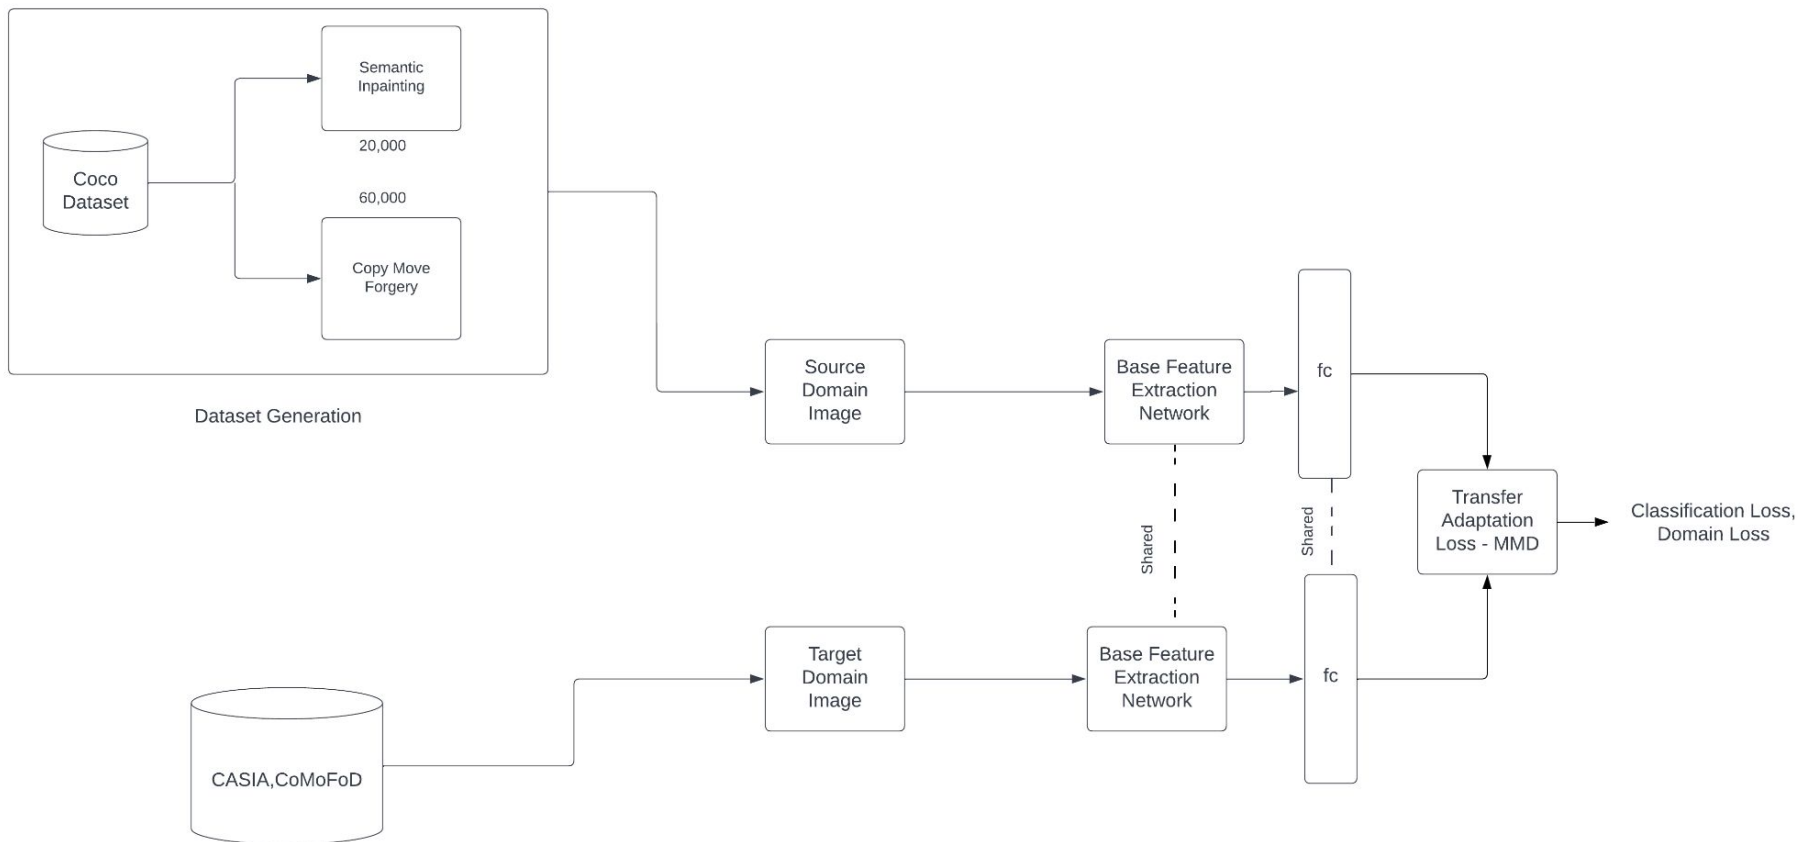 Semantic
Inpainting
20,000
Coco
Dataset
60,000
Copy Move
Forgery
Dataset Generation
Source
Domain
Image
Base Feature
Extraction
Network
fc
Shared
Shared
Transfer
Adaptation
Loss - MMD
Classification Loss,
Domain Loss
Target
Domain
Image
Base Feature
Extraction
Network
fc
CASIA,CoMoFoD